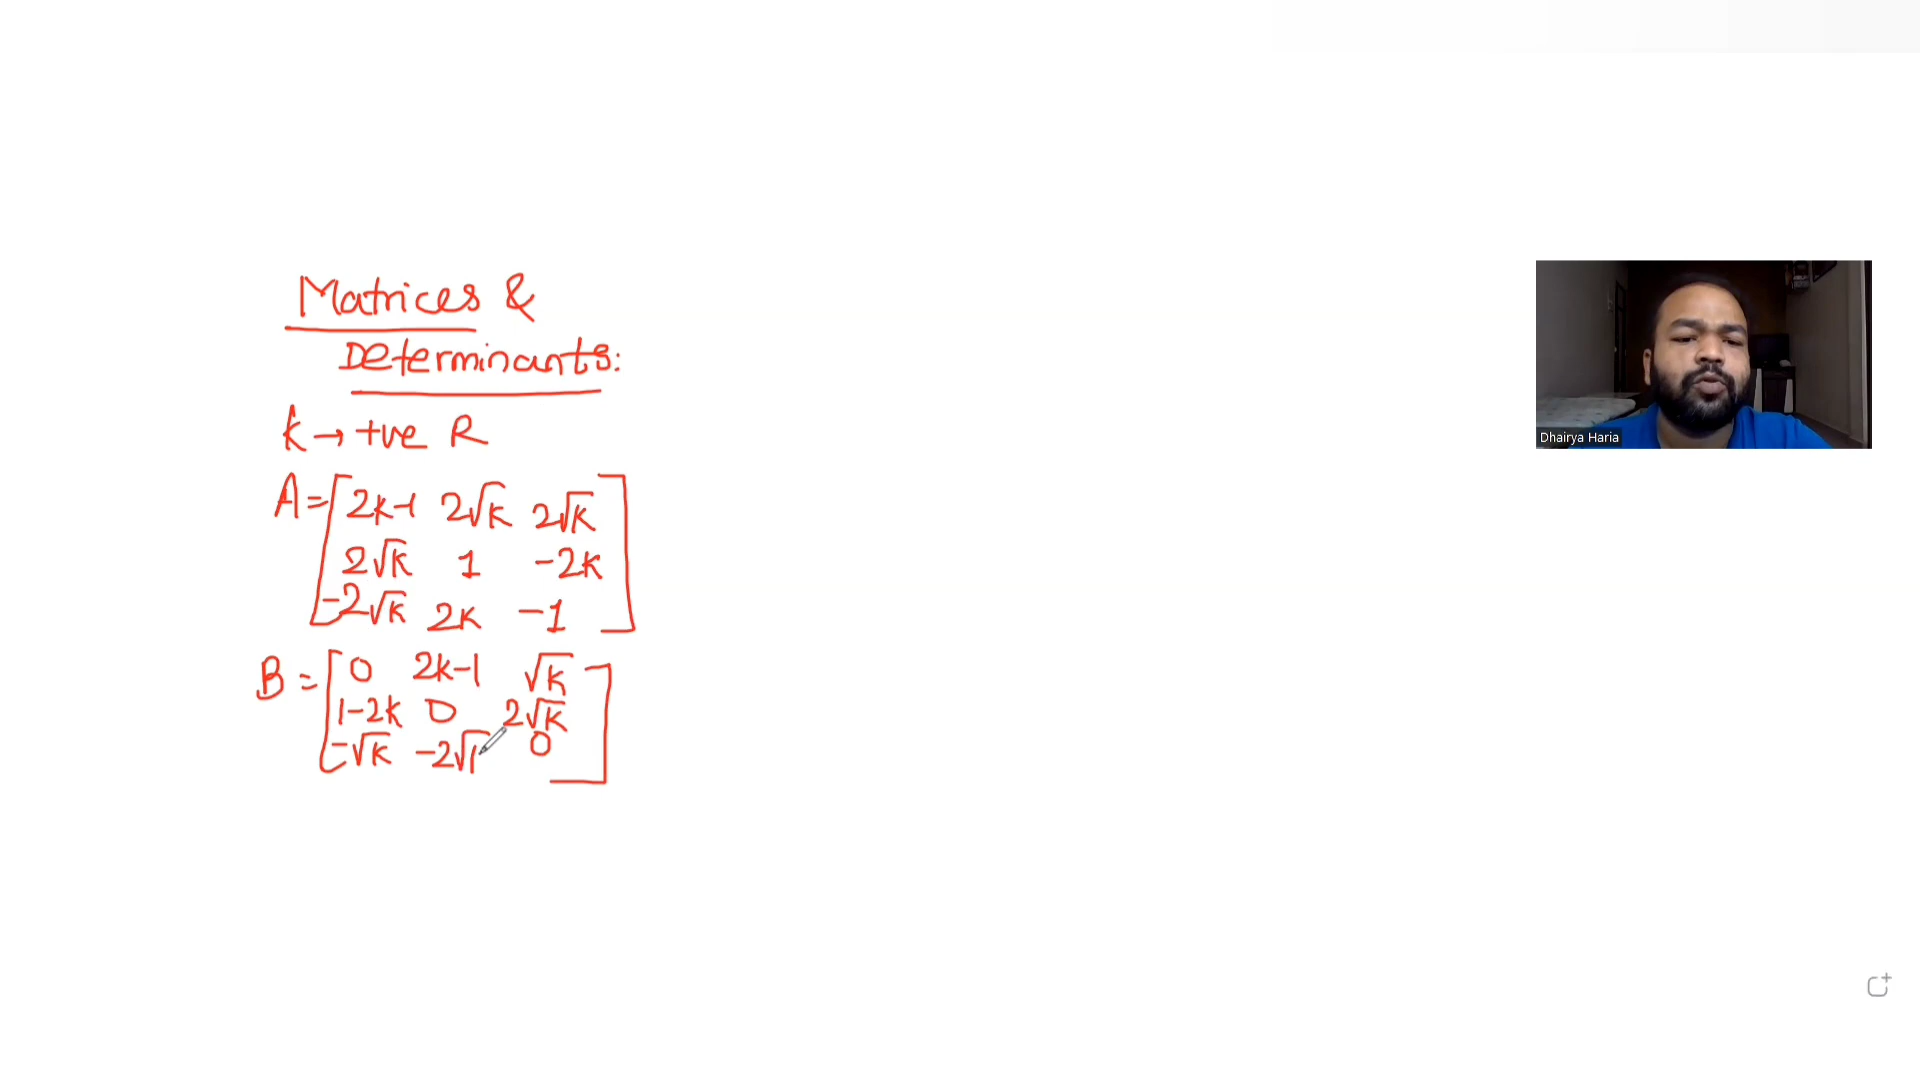 Matrices &
Determinants:
k → +ve R
A = [ 2k-1 2√k 2√k ]
2√k 1 -2k
-2√k 2k -1
B = [ 0 2k-1 √k ]
1-2k 0 2√k
-√k -2√ 0
Dhairya Haria